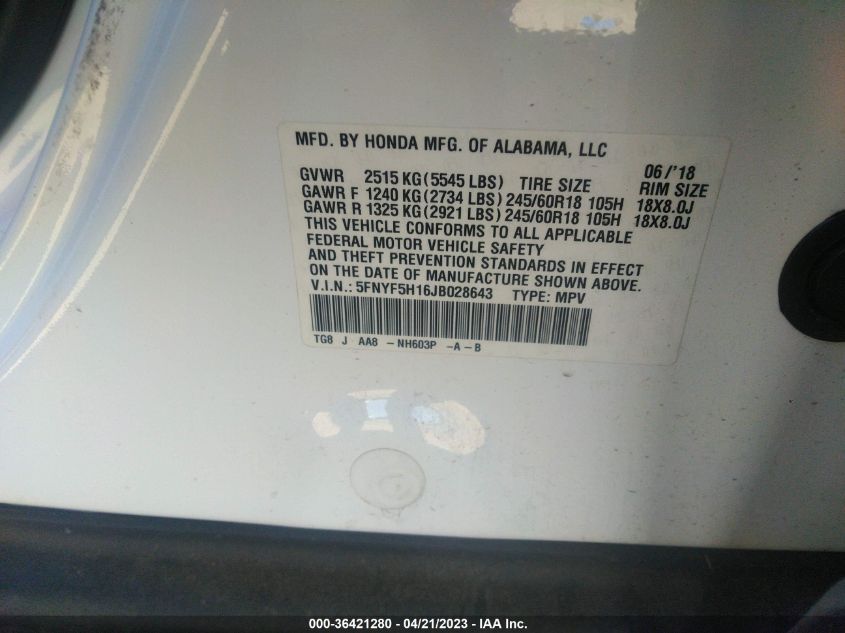 MFD. BY HONDA MFG. OF ALABAMA, LLC 06/'18
GVWR 2515 KG (5545 LBS) TIRE SIZE RIM SIZE
GAWR F 1240 KG (2734 LBS) 245/60R18 105H 18X8.0J
GAWR R 1325 KG (2921 LBS) 245/60R18 105H 18X8.0J
THIS VEHICLE CONFORMS TO ALL APPLICABLE
FEDERAL MOTOR VEHICLE SAFETY
AND THEFT PREVENTION STANDARDS IN EFFECT
ON THE DATE OF MANUFACTURE SHOWN ABOVE.
V.I.N.: 5FNYF5H16JB028643 TYPE: MPV
TG8 J AA8 -NH603P -A-B
000-36421280 - 04/21/2023 - IAA Inc.